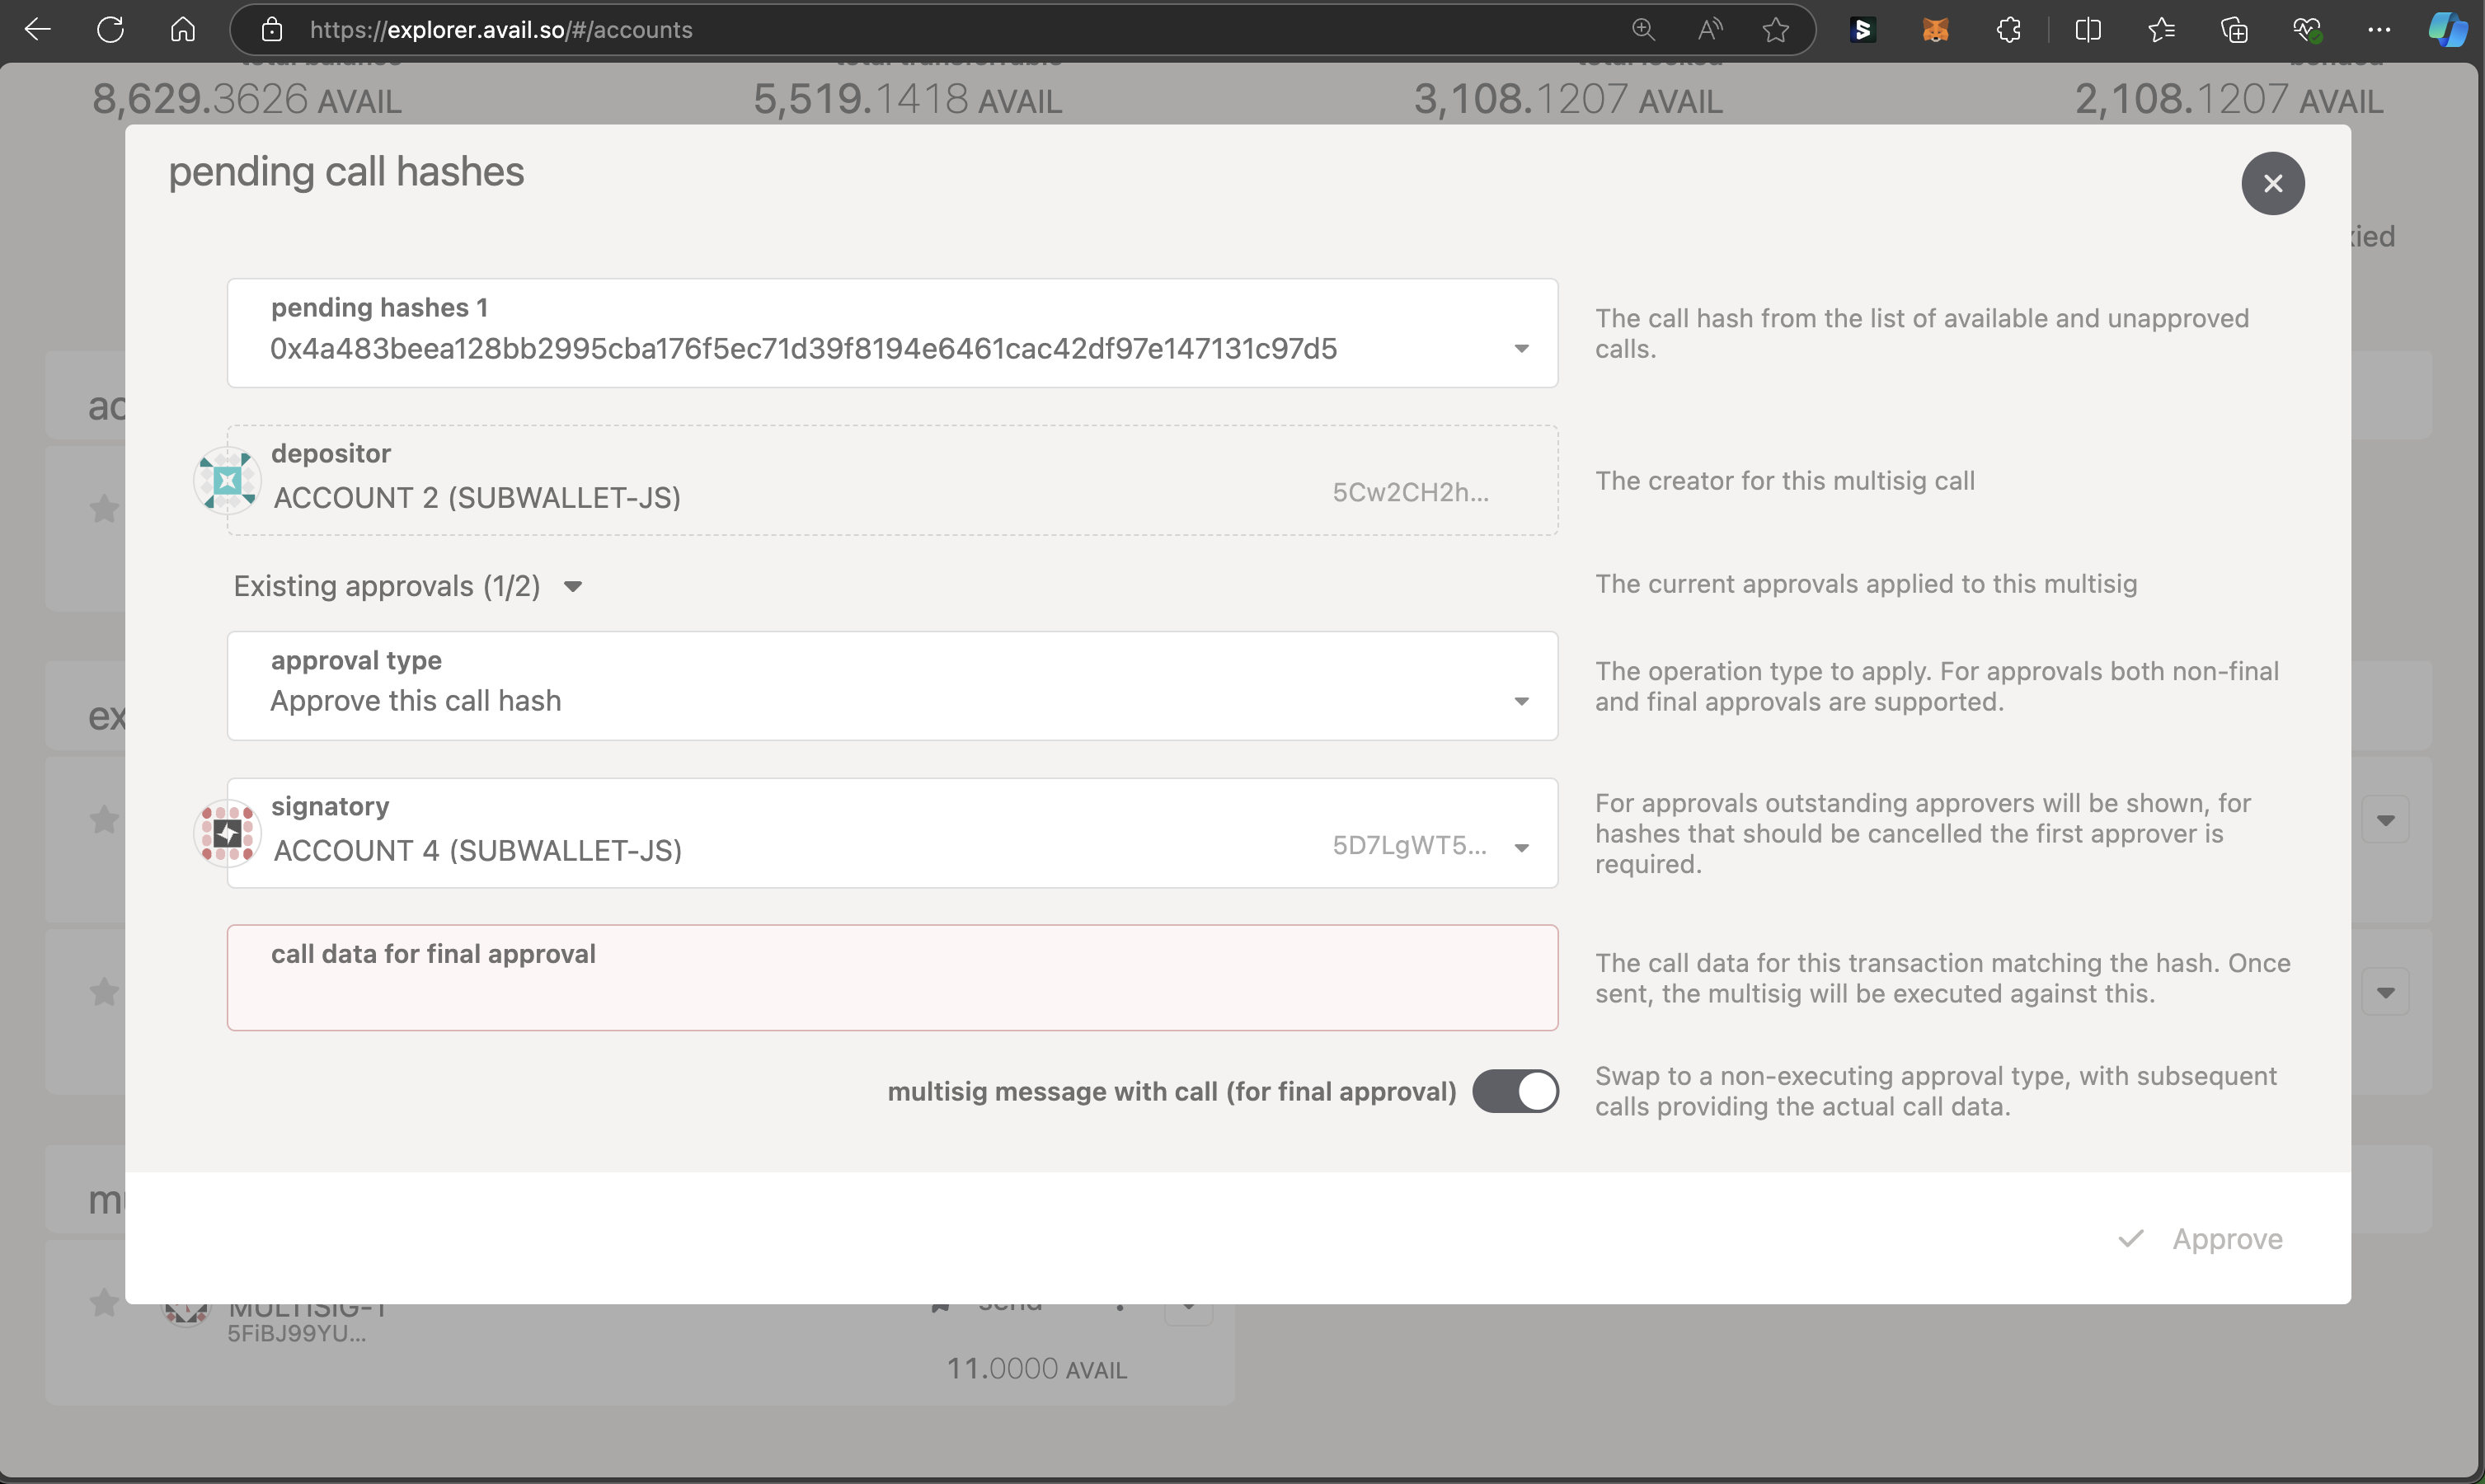 https://explorer.avail.so/#/accounts
8,629.3626 AVAIL
5,519.1418 AVAIL
3,108.1207 AVAIL
2,108.1207 AVAIL
pending call hashes
pending hashes 1
0x4a483beea128bb2995cba176f5ec71d39f8194e6461cac42df97e147131c97d5
The call hash from the list of available and unapproved
calls.
depositor
ACCOUNT 2 (SUBWALLET-JS)
5Cw2CH2h...
The creator for this multisig call
Existing approvals (1/2)
The current approvals applied to this multisig
approval type
Approve this call hash
The operation type to apply. For approvals both non-final
and final approvals are supported.
signatory
ACCOUNT 4 (SUBWALLET-JS)
5D7LgWT5...
For approvals outstanding approvers will be shown, for
hashes that should be cancelled the first approver is
required.
call data for final approval
The call data for this transaction matching the hash. Once
sent, the multisig will be executed against this.
multisig message with call (for final approval)
Swap to a non-executing approval type, with subsequent
calls providing the actual call data.
Approve
MULTISIG-1
send
5FiBJ99YU...
11.0000 AVAIL